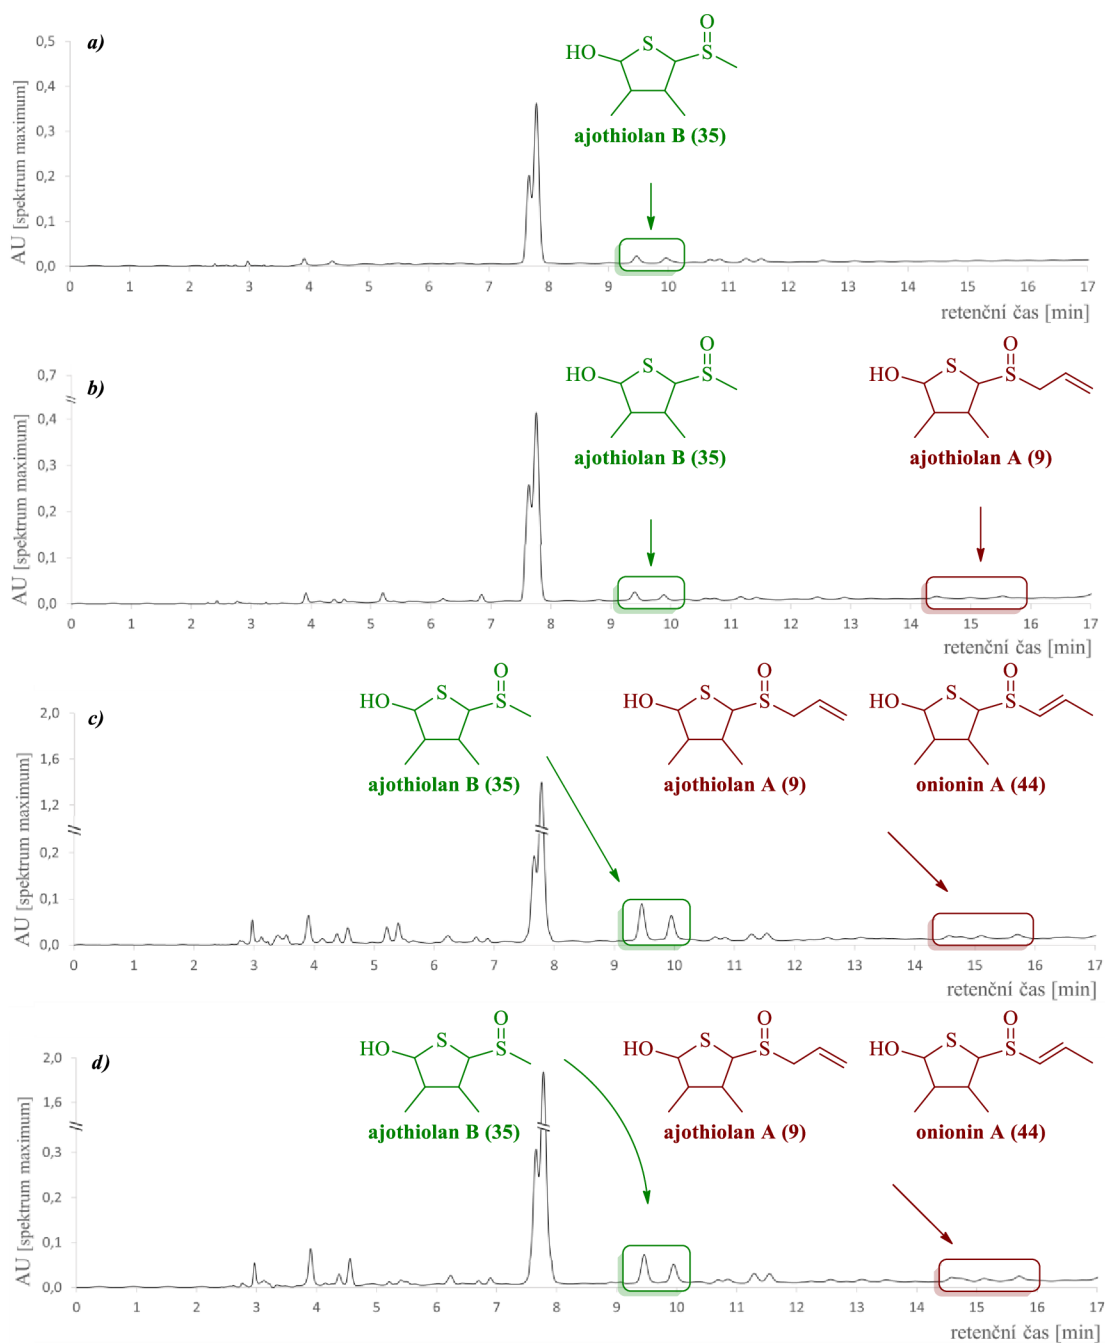 a)
AU [spektrum maximum]
0,5
0,4
0,3
0,2
0,1
0,0
0 1 2 3 4 5 6 7 8 9 10 11 12 13 14 15 16 17
retenční čas [min]
HO S S O
ajothiolan B (35)
b)
AU [spektrum maximum]
0,7
0,4
0,3
0,2
0,1
0,0
0 1 2 3 4 5 6 7 8 9 10 11 12 13 14 15 16 17
retenční čas [min]
HO S S O
ajothiolan B (35)
HO S S O
ajothiolan A (9)
c)
AU [spektrum maximum]
2,0
1,6
1,2
0,2
0,1
0,0
0 1 2 3 4 5 6 7 8 9 10 11 12 13 14 15 16 17
retenční čas [min]
HO S S O
ajothiolan B (35)
HO S S O
ajothiolan A (9)
HO S S O
onionin A (44)
d)
AU [spektrum maximum]
2,0
1,6
0,3
0,2
0,1
0,0
0 1 2 3 4 5 6 7 8 9 10 11 12 13 14 15 16 17
retenční čas [min]
HO S S O
ajothiolan B (35)
HO S S O
ajothiolan A (9)
HO S S O
onionin A (44)